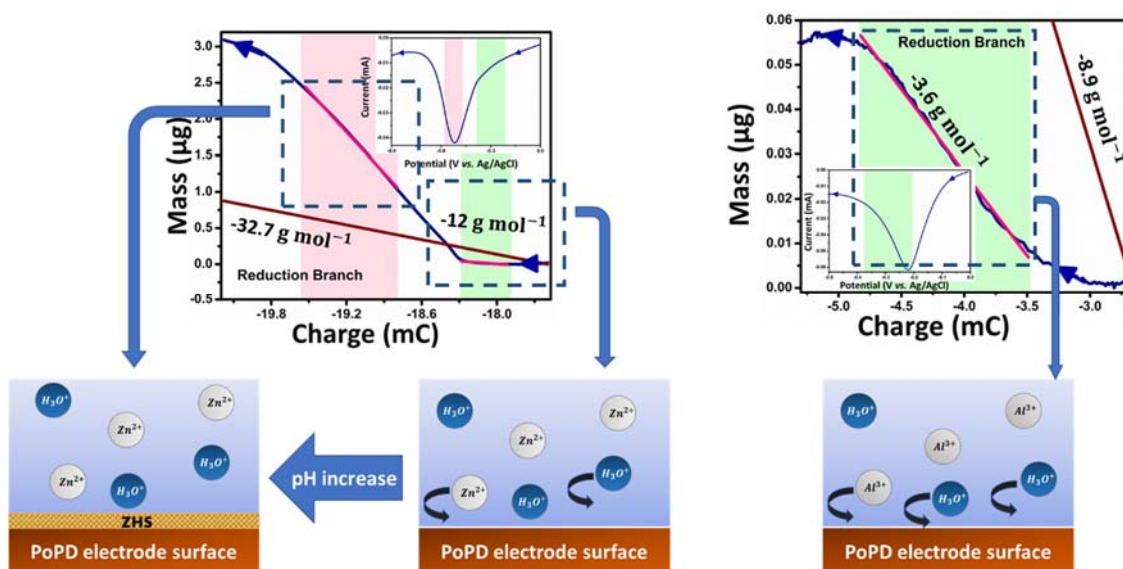 Mass (µg)
3.0
2.5
2.0
1.5
1.0
0.5
0.0
-0.5
-32.7 g mol⁻¹
-12 g mol⁻¹
Reduction Branch
Current (mA)
Potential (V vs. Ag/AgCl)
-19.8
-19.2
-18.6
-18.0
Charge (mC)
Mass (µg)
0.06
0.05
0.04
0.03
0.02
0.01
0.00
Reduction Branch
-3.6 g mol⁻¹
-8.9 g mol⁻¹
Current (mA)
Potential (V vs. Ag/AgCl)
-5.0
-4.5
-4.0
-3.5
-3.0
Charge (mC)
H₃O⁺
Zn²⁺
Zn²⁺
H₃O⁺
Zn²⁺
H₃O⁺
ZHS
PoPD electrode surface
pH increase
H₃O⁺
Zn²⁺
Zn²⁺
H₃O⁺
Zn²⁺
H₃O⁺
PoPD electrode surface
H₃O⁺
Al³⁺
Al³⁺
H₃O⁺
Al³⁺
H₃O⁺
PoPD electrode surface